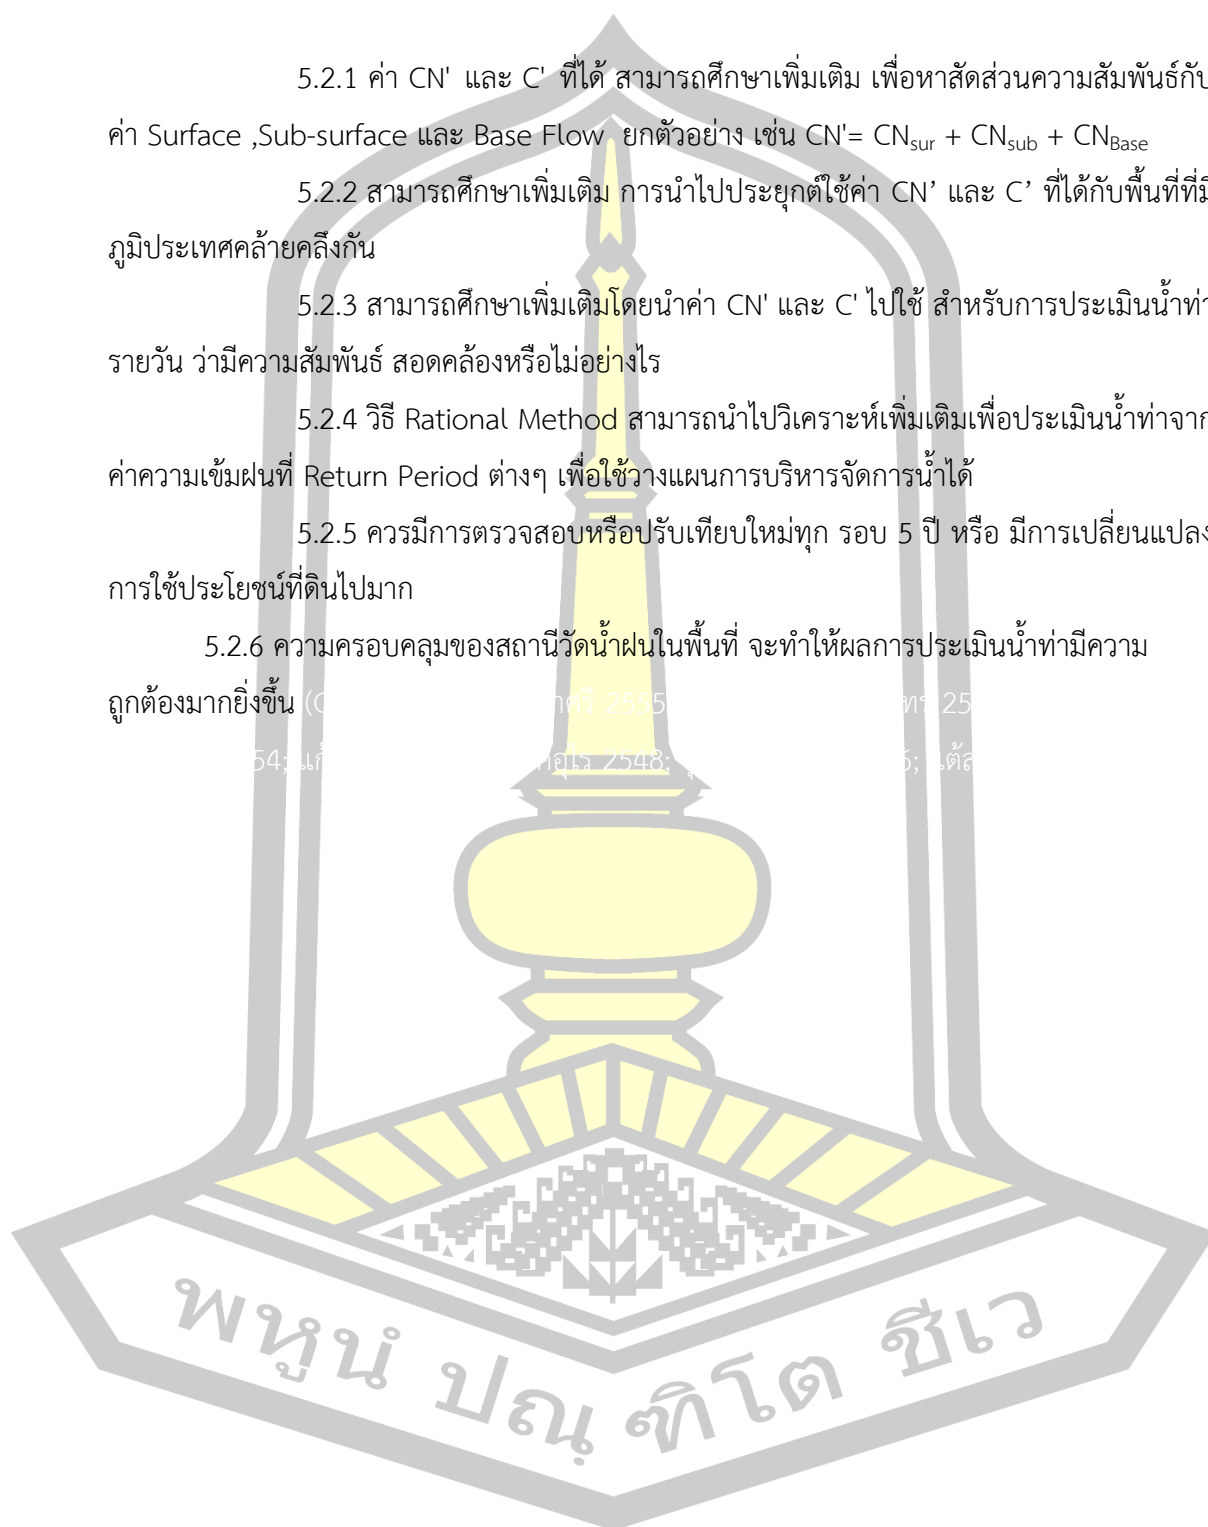 5.2.1 ค่า CN' และ C' ที่ได้ สามารถศึกษาเพิ่มเติม เพื่อหาสัดส่วนความสัมพันธ์กับ
ค่า Surface ,Sub-surface และ Base Flow ยกตัวอย่าง เช่น CN'= CNsur + CNsub + CNBase
5.2.2 สามารถศึกษาเพิ่มเติม การนำไปประยุกต์ใช้ค่า CN’ และ C’ ที่ได้กับพื้นที่ที่มี
ภูมิประเทศคล้ายคลึงกัน
5.2.3 สามารถศึกษาเพิ่มเติมโดยนำค่า CN' และ C' ไปใช้ สำหรับการประเมินน้ำท่า
รายวัน ว่ามีความสัมพันธ์ สอดคล้องหรือไม่อย่างไร
5.2.4 วิธี Rational Method สามารถนำไปวิเคราะห์เพิ่มเติมเพื่อประเมินน้ำท่าจาก
ค่าความเข้มฝนที่ Return Period ต่างๆ เพื่อใช้วางแผนการบริหารจัดการน้ำได้
5.2.5 ควรมีการตรวจสอบหรือปรับเทียบใหม่ทุก รอบ 5 ปี หรือ มีการเปลี่ยนแปลง
การใช้ประโยชน์ที่ดินไปมาก
5.2.6 ความครอบคลุมของสถานีวัดน้ำฝนในพื้นที่ จะทำให้ผลการประเมินน้ำท่ามีความ
ถูกต้องมากยิ่งขึ้น 2555
2548;
พหูนํ ปณฺ ฑิโต ชีเว